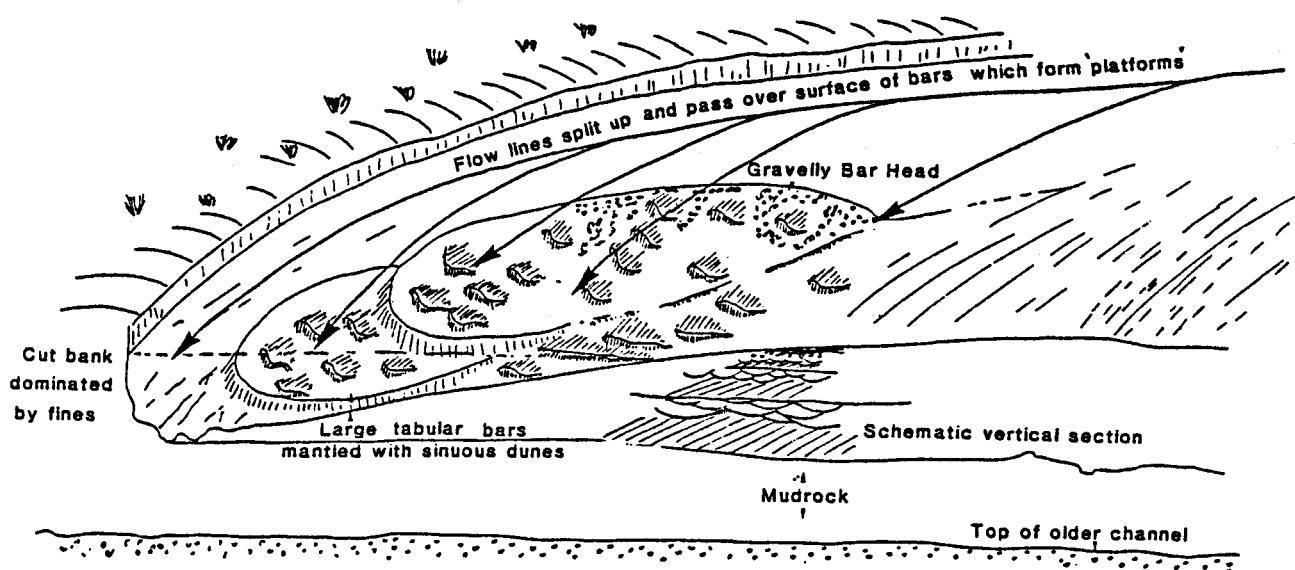 Flow lines split up and pass over surface of bars which form 'platforms'
Gravelly Bar Head
Cut bank
dominated
by fines
Large tabular bars
mantled with sinuous dunes
Schematic vertical section
Mudrock
Top of older channel